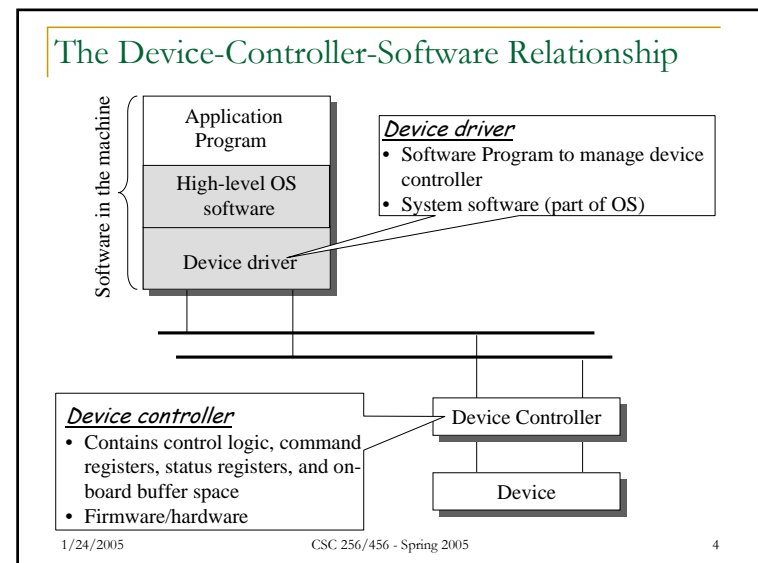 The Device-Controller-Software Relationship
Software in the machine
Application
Program
High-level OS
software
Device driver
Device driver
• Software Program to manage device
controller
• System software (part of OS)
Device controller
• Contains control logic, command
registers, status registers, and on-
board buffer space
• Firmware/hardware
Device Controller
Device
1/24/2005
CSC 256/456 - Spring 2005
4